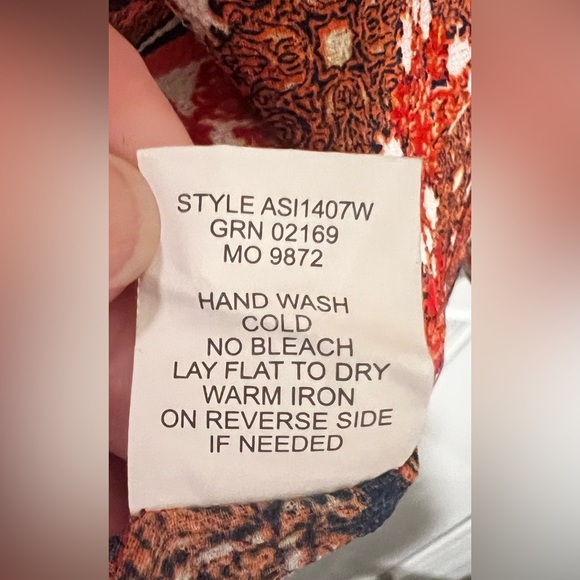 STYLE ASI1407W
GRN 02169
MO 9872
HAND WASH
COLD
NO BLEACH
LAY FLAT TO DRY
WARM IRON
ON REVERSE SIDE
IF NEEDED